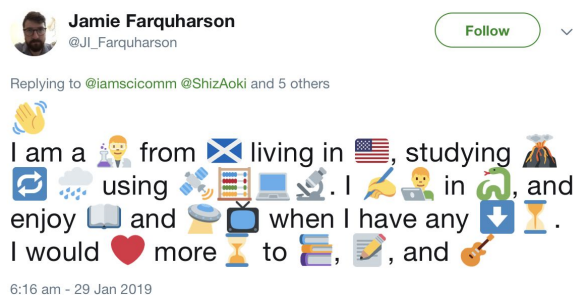 Jamie Farquharson
@JI_Farquharson
Follow
Replying to @iamscicomm @ShizAoki and 5 others
👋
I am a 👨‍🔬 from 🏴󠁧󠁢󠁳󠁣󠁴󠁿 living in 🇺🇸, studying 🌋
🔁 🌧 using 🛰🧮💻🔬. I ✍️👨‍💻 in 🐍, and
enjoy 📖 and 🛸📺 when I have any ⬇️⏳.
I would ❤️ more ⏳ to 📚, 📝, and 🎸
6:16 am - 29 Jan 2019